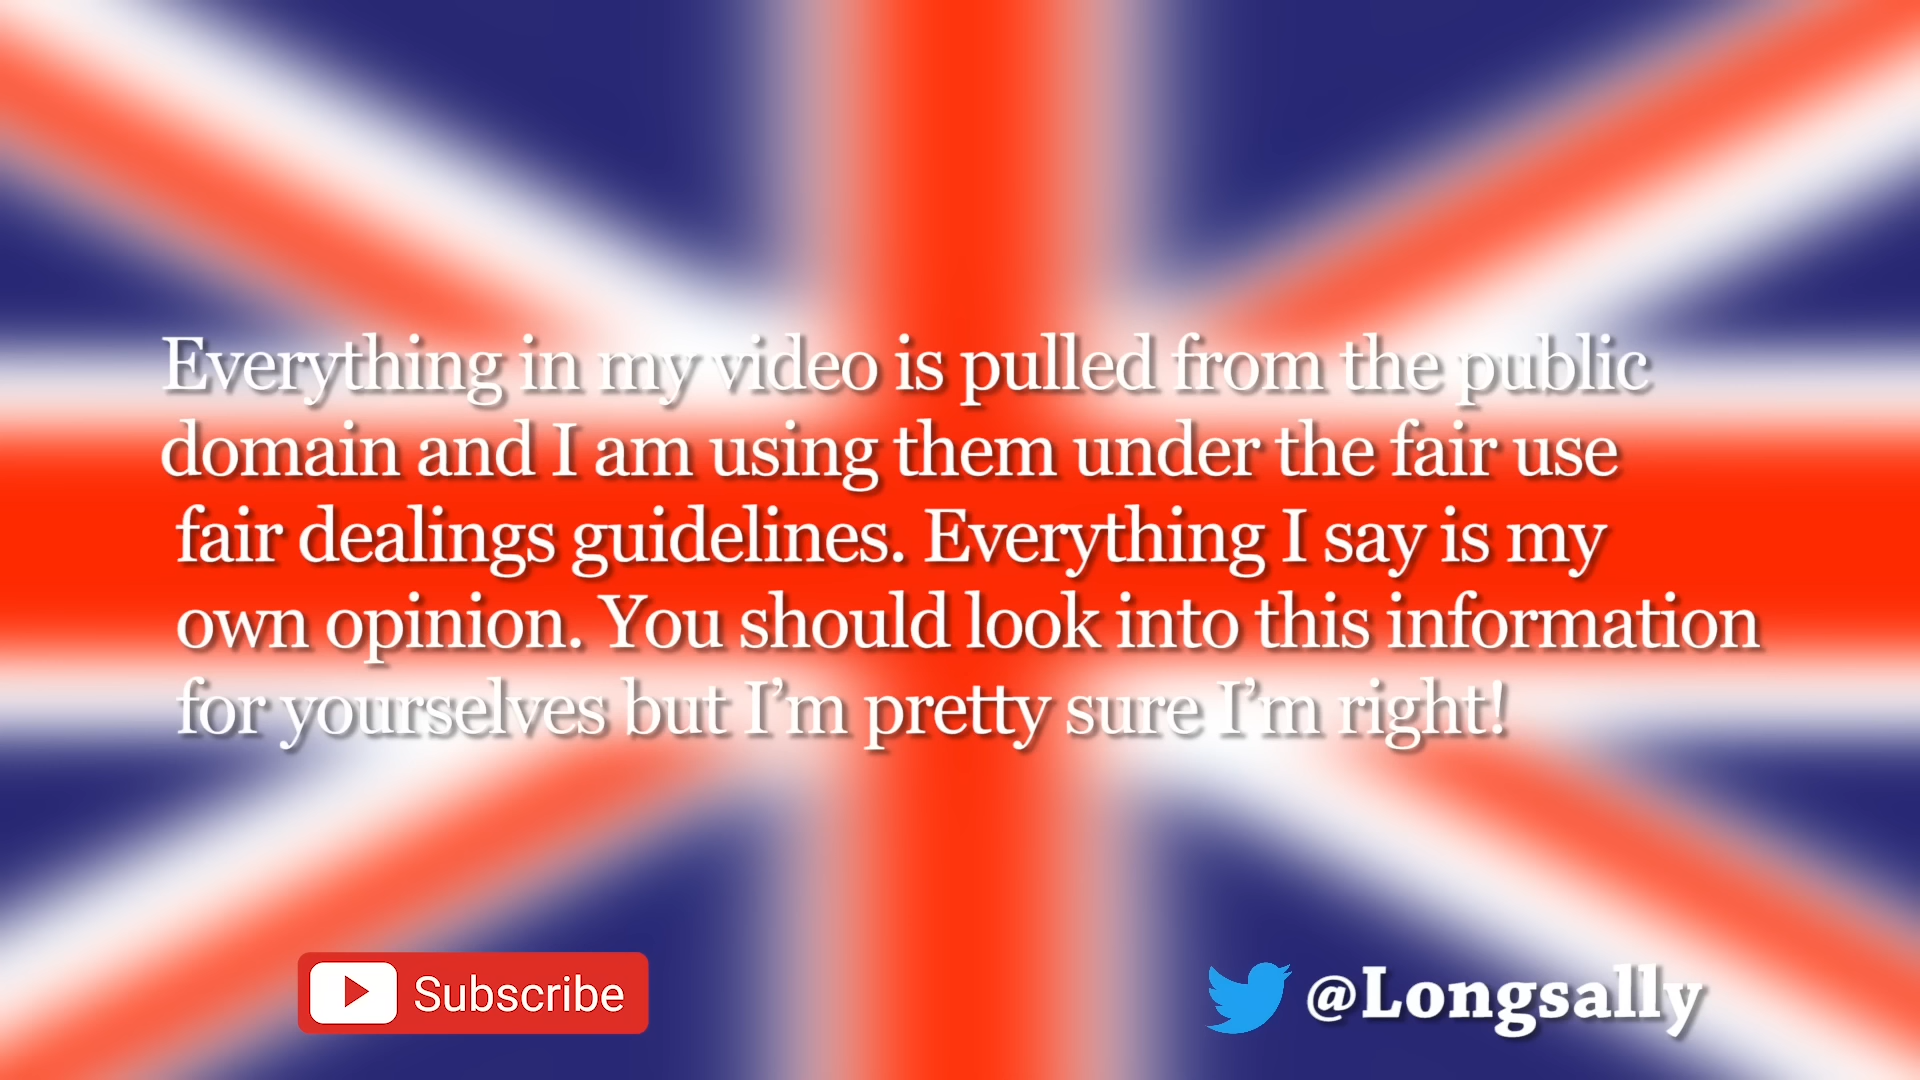 Everything in my video is pulled from the public
domain and I am using them under the fair use
fair dealings guidelines. Everything I say is my
own opinion. You should look into this information
for yourselves but I’m pretty sure I’m right!
Subscribe
@Longsally